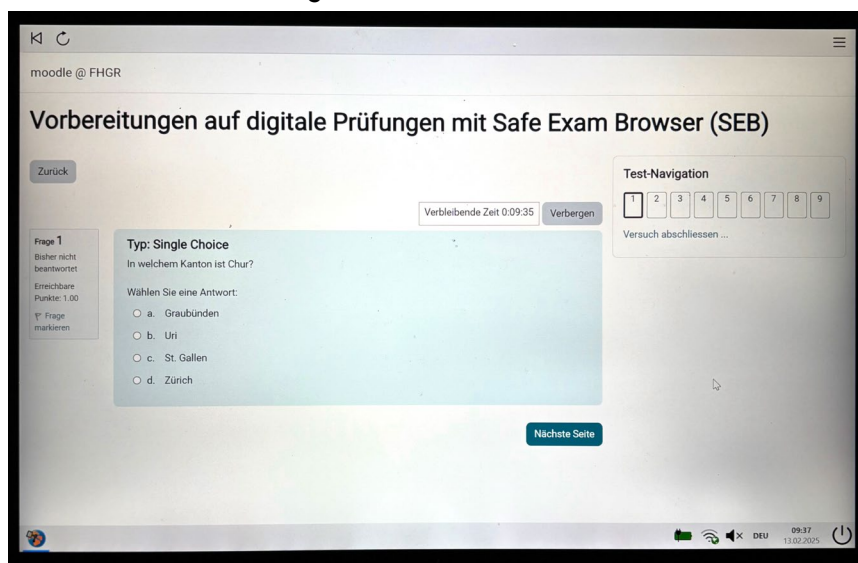 moodle @ FHGR
Vorbereitungen auf digitale Prüfungen mit Safe Exam Browser (SEB)
Zurück
Verbleibende Zeit 0:09:35
Verbergen
Frage 1
Bisher nicht
beantwortet
Erreichbare
Punkte: 1.00
Frage
markieren
Typ: Single Choice
In welchem Kanton ist Chur?
Wählen Sie eine Antwort:
a. Graubünden
b. Uri
c. St. Gallen
d. Zürich
Nächste Seite
Test-Navigation
1 2 3 4 5 6 7 8 9
Versuch abschliessen ...
DEU
09:37
13.02.2025